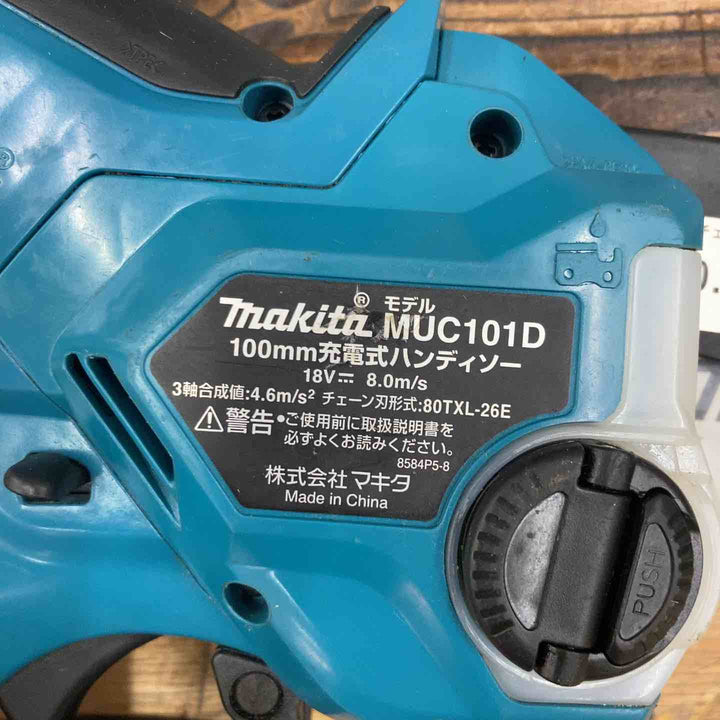 makita® モデル MUC101D
100mm充電式ハンディソー
18V⎓ 8.0m/s
3軸合成値:4.6m/s² チェーン刃形式:80TXL-26E
⚠警告•ご使用前に取扱説明書を
必ずよくお読みください。
8584P5-8
株式会社マキタ
Made in China
PUSH